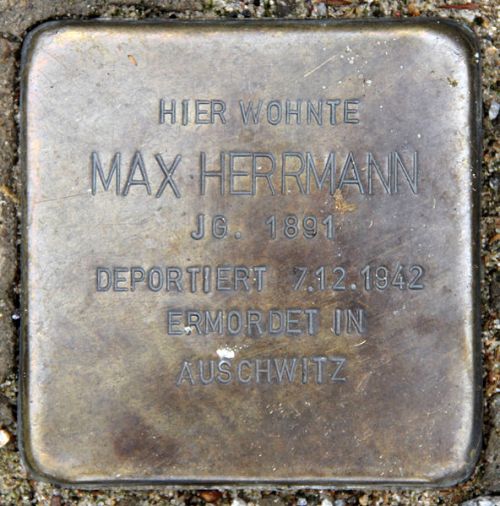 HIER WOHNTE
MAX HERRMANN
JG. 1891
DEPORTIERT 7.12.1942
ERMORDET IN
AUSCHWITZ